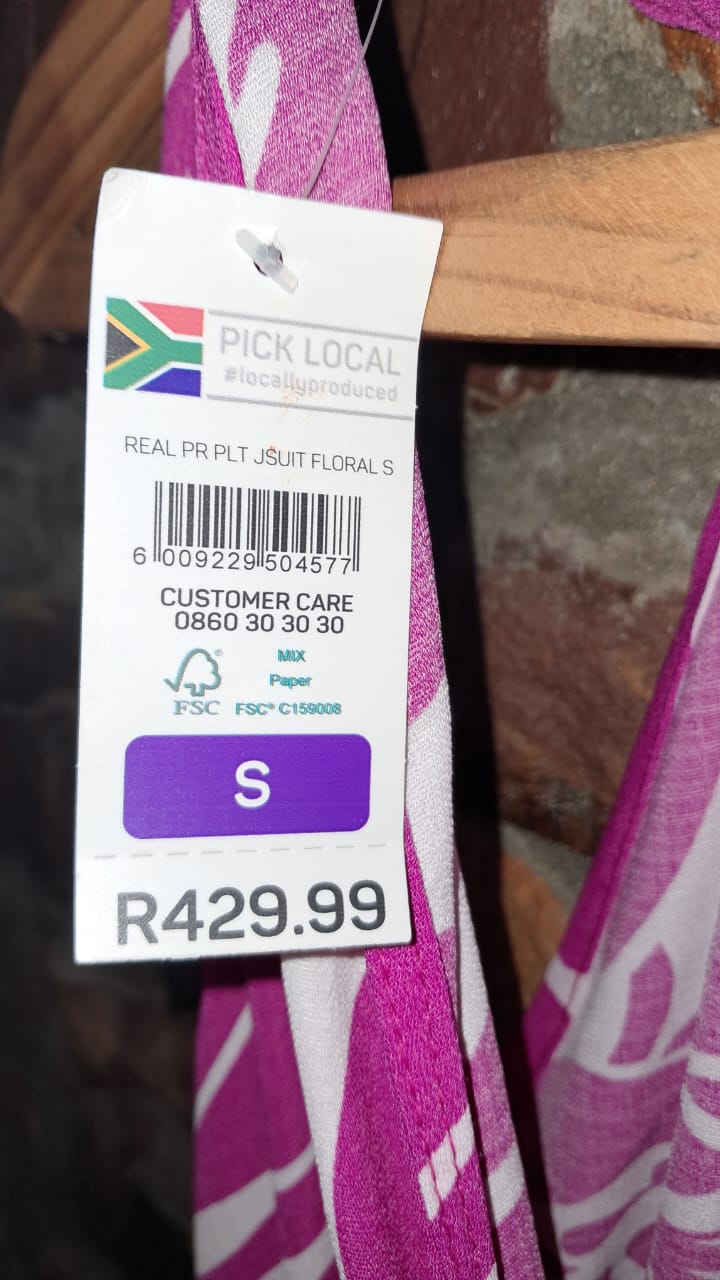 PICK LOCAL
#locallyproduced
REAL PR PLT JSUIT FLORAL S
6 009229 504577
CUSTOMER CARE
0860 30 30 30
MIX
Paper
FSC® C159008
® FSC
S
R429.99